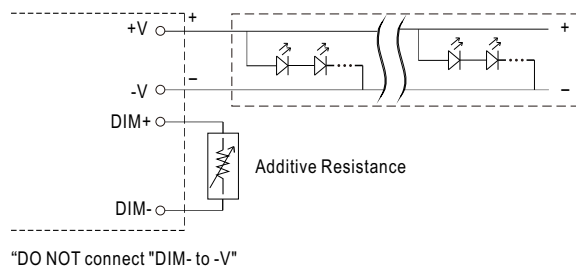 +
+V
-V
–
+
–
DIM+
Additive Resistance
DIM-
“DO NOT connect "DIM- to -V"